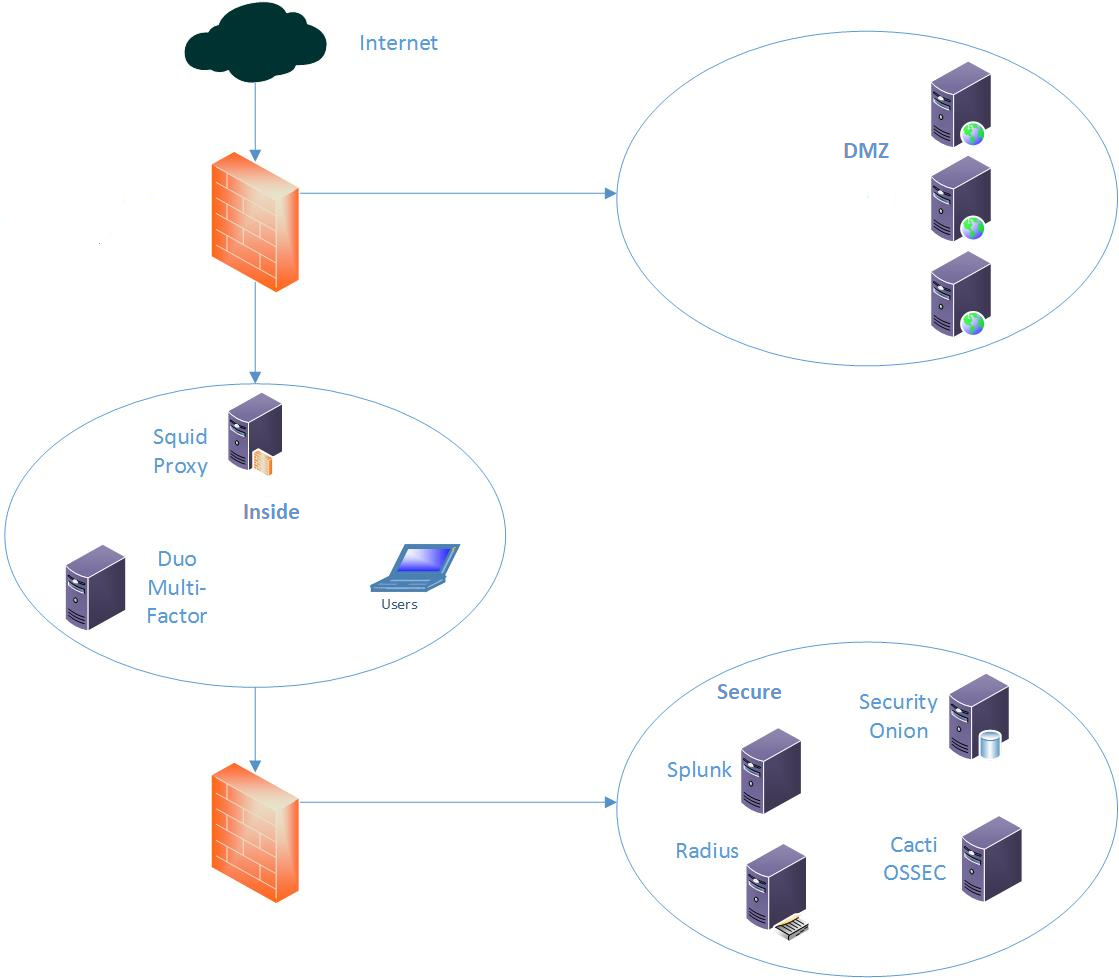 Internet
DMZ
Squid
Proxy
Inside
Duo
Multi-
Factor
Users
Secure
Security
Onion
Splunk
Radius
Cacti
OSSEC